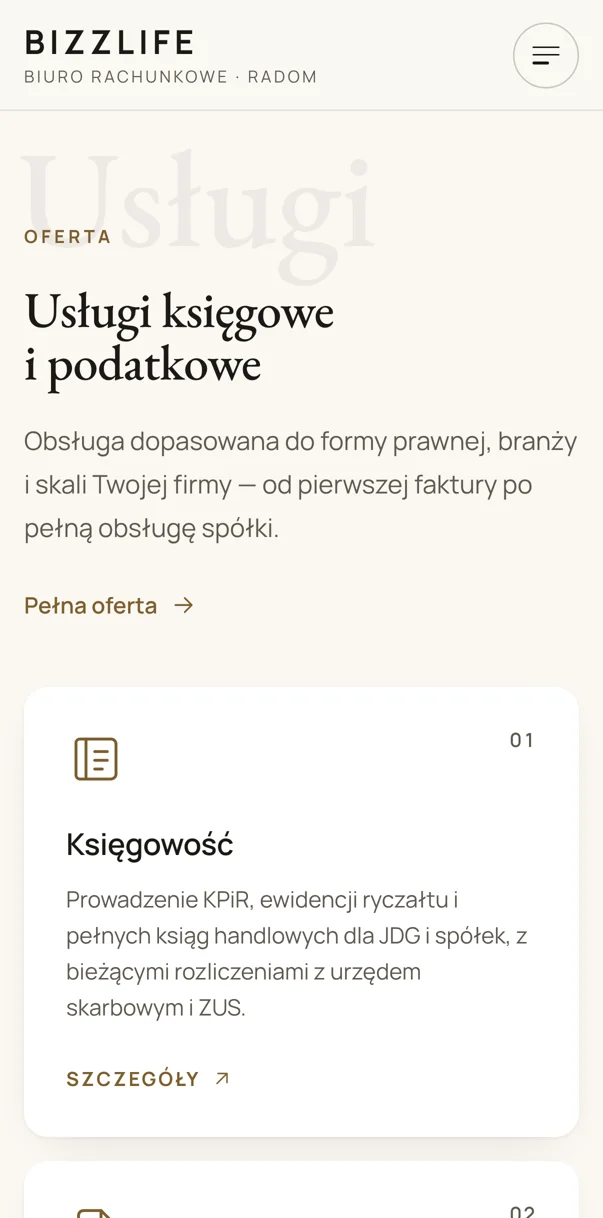 BIZZLIFE
BIURO RACHUNKOWE · RADOM
Usługi
OFERTA
Usługi księgowe
i podatkowe
Obsługa dopasowana do formy prawnej, branży
i skali Twojej firmy — od pierwszej faktury po
pełną obsługę spółki.
Pełna oferta →
01
Księgowość
Prowadzenie KPiR, ewidencji ryczałtu i
pełnych ksiąg handlowych dla JDG i spółek, z
bieżącymi rozliczeniami z urzędem
skarbowym i ZUS.
SZCZEGÓŁY ↗
02